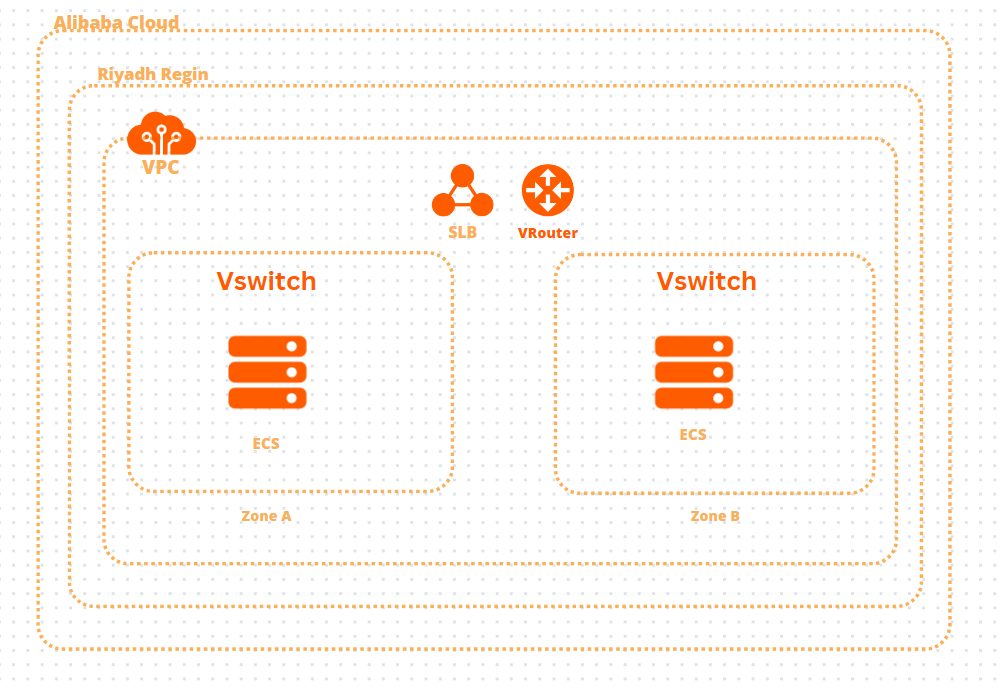 Alibaba Cloud
Riyadh Regin
VPC
SLB
VRouter
Vswitch
Vswitch
ECS
ECS
Zone A
Zone B